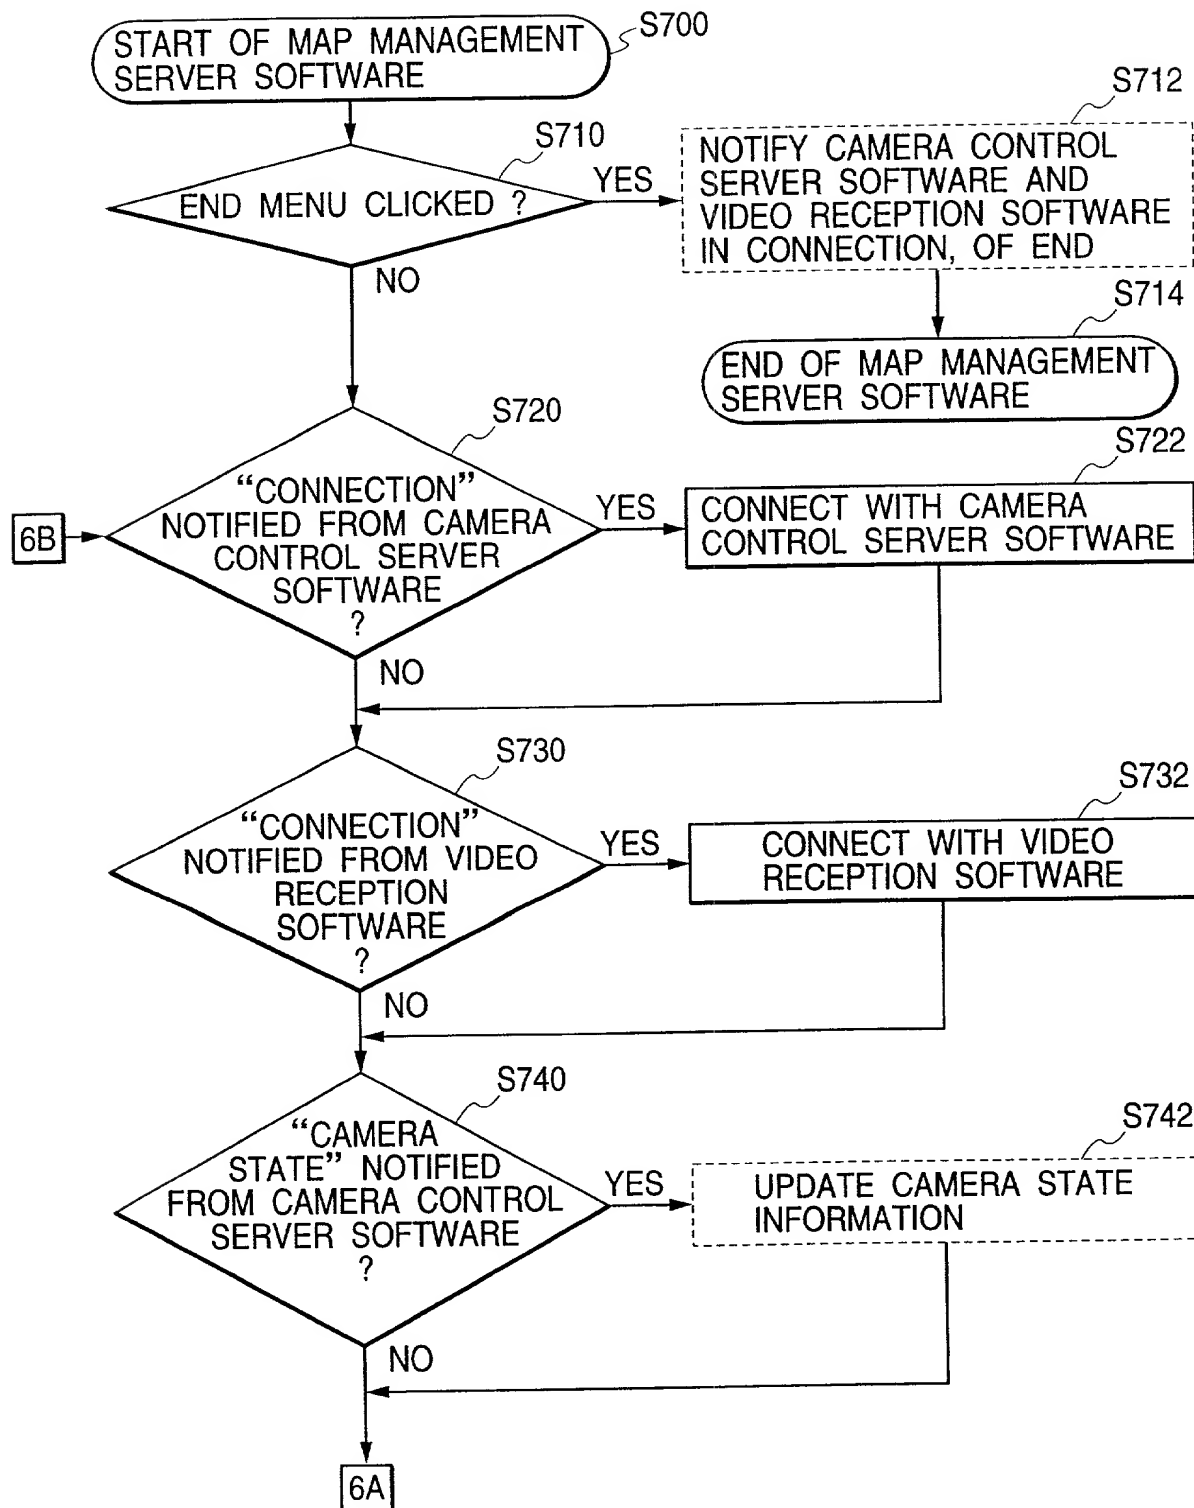 START OF MAP MANAGEMENT
SERVER SOFTWARE
S700
S710
END MENU CLICKED ?
YES
NO
S712
NOTIFY CAMERA CONTROL
SERVER SOFTWARE AND
VIDEO RECEPTION SOFTWARE
IN CONNECTION, OF END
S714
END OF MAP MANAGEMENT
SERVER SOFTWARE
S720
“CONNECTION”
NOTIFIED FROM CAMERA
CONTROL SERVER
SOFTWARE
?
6B
YES
NO
S722
CONNECT WITH CAMERA
CONTROL SERVER SOFTWARE
S730
“CONNECTION”
NOTIFIED FROM VIDEO
RECEPTION
SOFTWARE
?
YES
NO
S732
CONNECT WITH VIDEO
RECEPTION SOFTWARE
S740
“CAMERA
STATE” NOTIFIED
FROM CAMERA CONTROL
SERVER SOFTWARE
?
YES
NO
S742
UPDATE CAMERA STATE
INFORMATION
6A